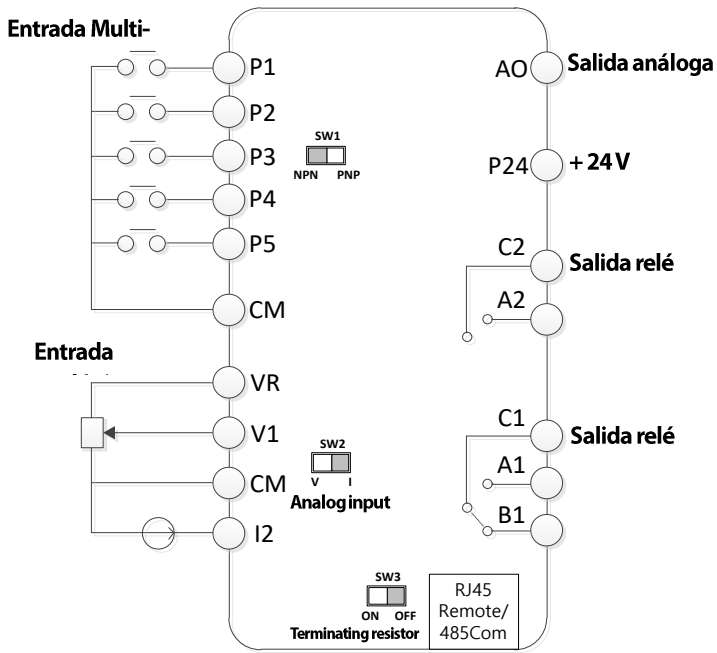 Entrada Multi-
P1
P2
P3
P4
P5
CM
SW1
NPN PNP
Entrada
VR
V1
CM
I2
SW2
V I
Analog input
SW3
ON OFF
Terminating resistor
RJ45
Remote/
485Com
AO
Salida análoga
P24
+ 24 V
C2
Salida relé
A2
C1
Salida relé
A1
B1